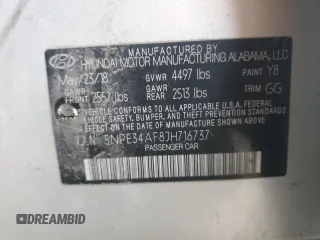 MANUFACTURED BY
HYUNDAI MOTOR MANUFACTURING ALABAMA, LLC
May/23/18 GVWR 4497 lbs PAINT Y8
GAWR FRONT 2557 lbs GAWR REAR 2513 lbs TRIM GG
THIS VEHICLE CONFORMS TO ALL APPLICABLE
U.S. FEDERAL MOTOR VEHICLE SAFETY, BUMPER, AND THEFT
PREVENTION STANDARDS IN EFFECT ON THE DATE
OF MANUFACTURE SHOWN ABOVE.
V.I.N: 5NPE34AF8JH716737
PASSENGER CAR